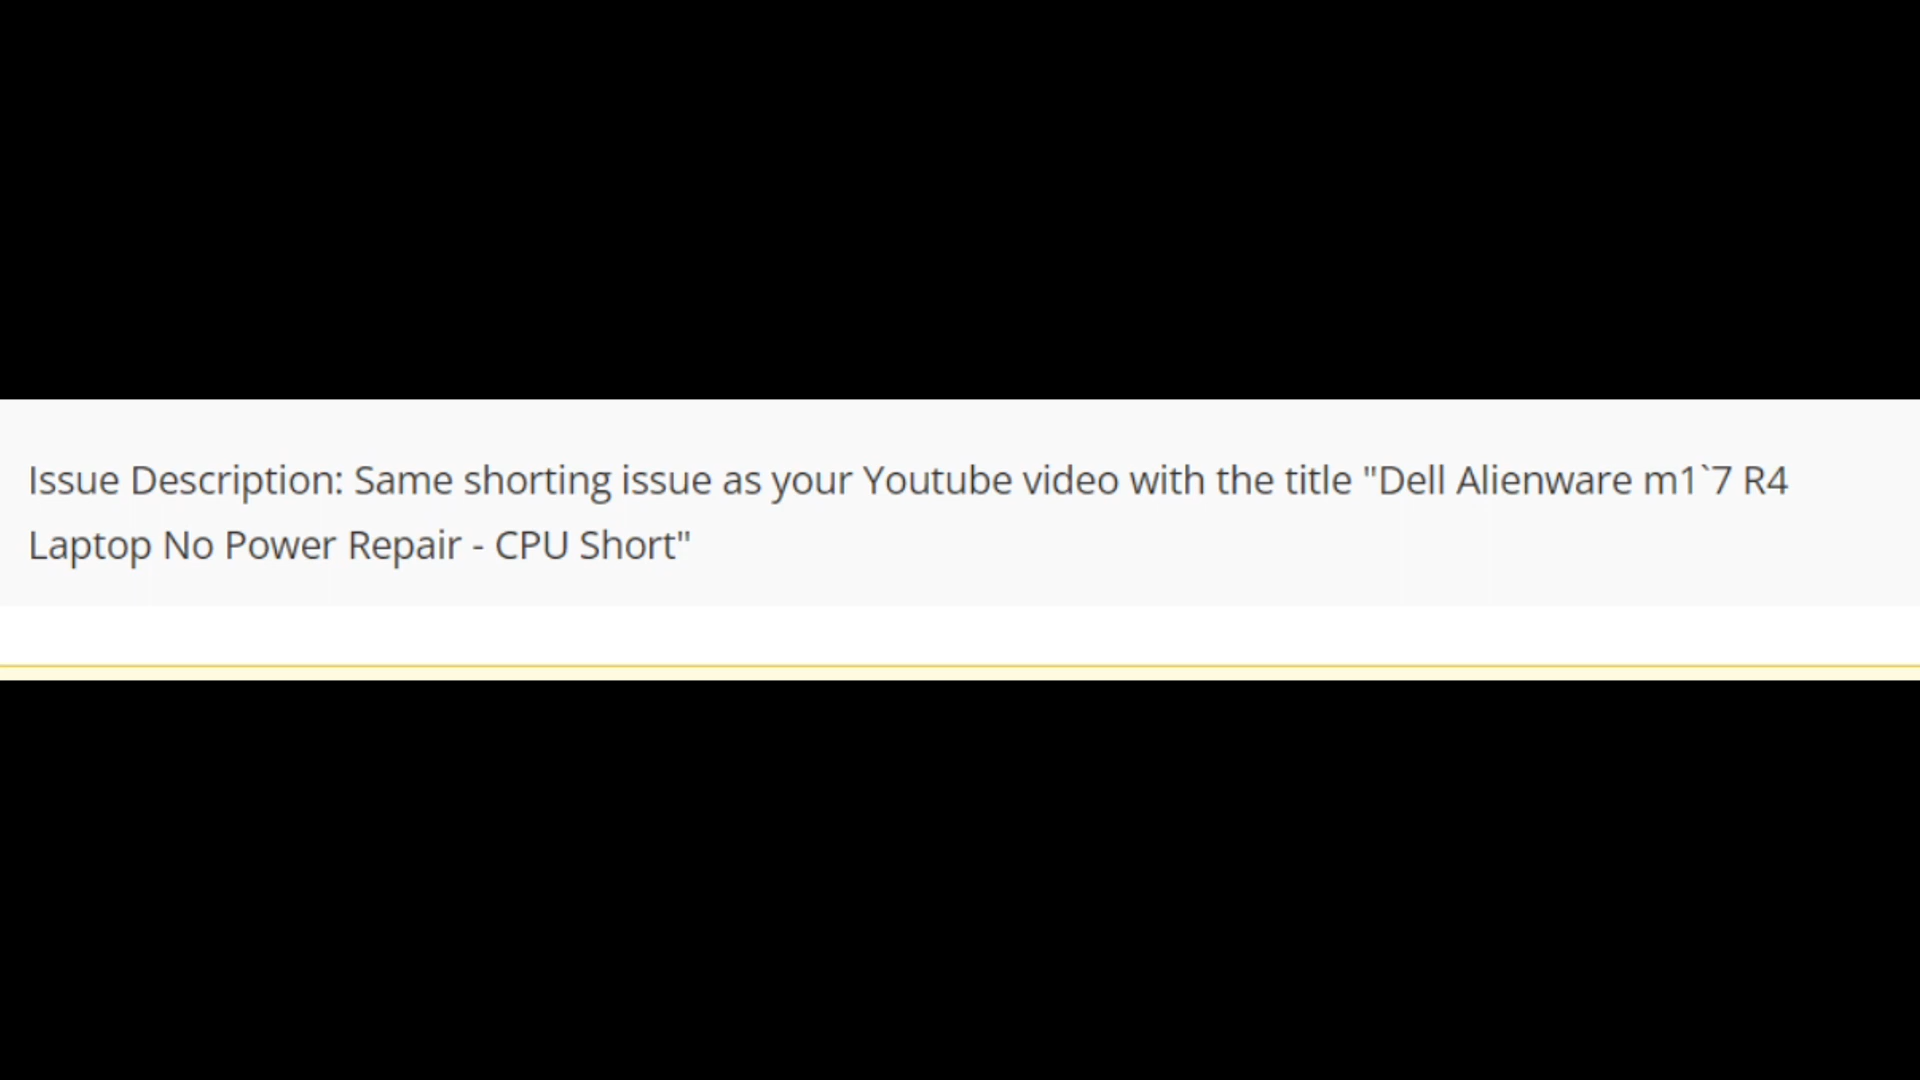 Issue Description: Same shorting issue as your Youtube video with the title "Dell Alienware m1`7 R4
Laptop No Power Repair - CPU Short"